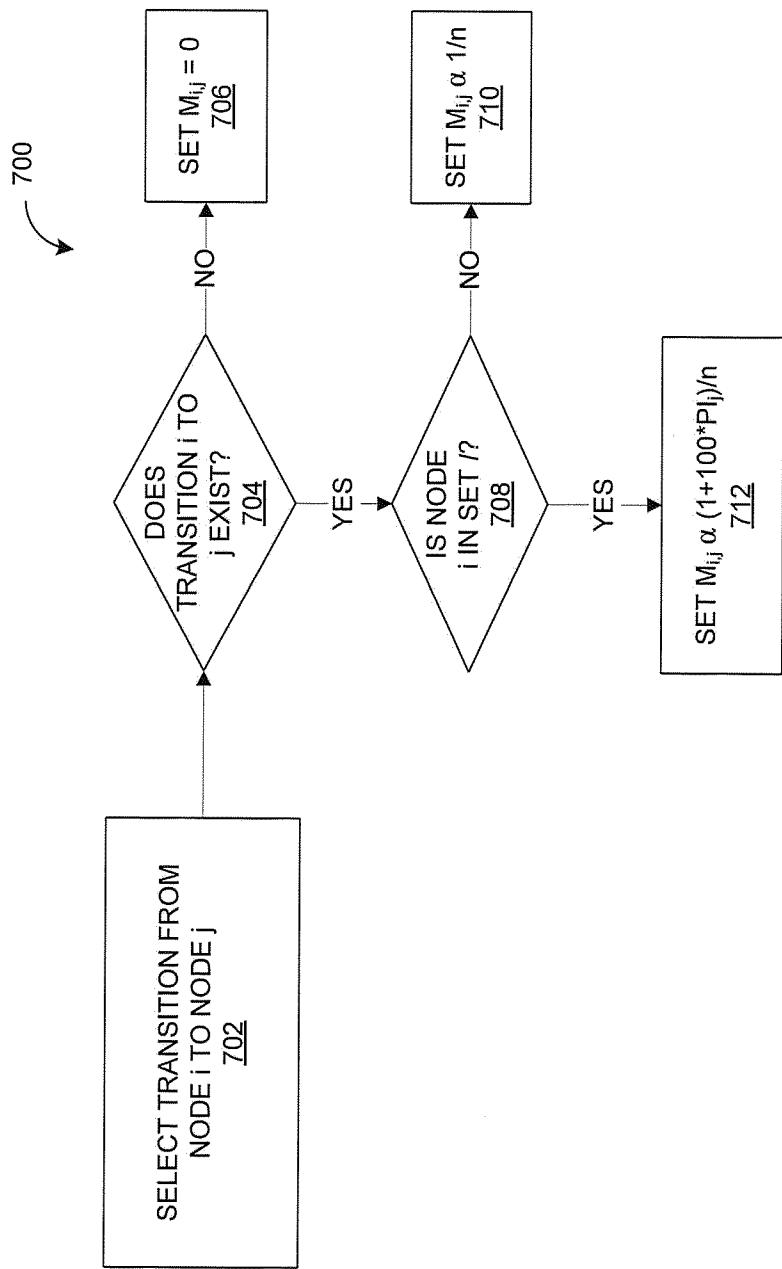 700
SELECT TRANSITION FROM
NODE i TO NODE j
702
DOES
TRANSITION i TO
j EXIST?
704
NO
SET Mi,j = 0
706
YES
IS NODE
i IN SET I?
708
NO
SET Mi,j α 1/n
710
YES
SET Mi,j α (1+100*PIj)/n
712